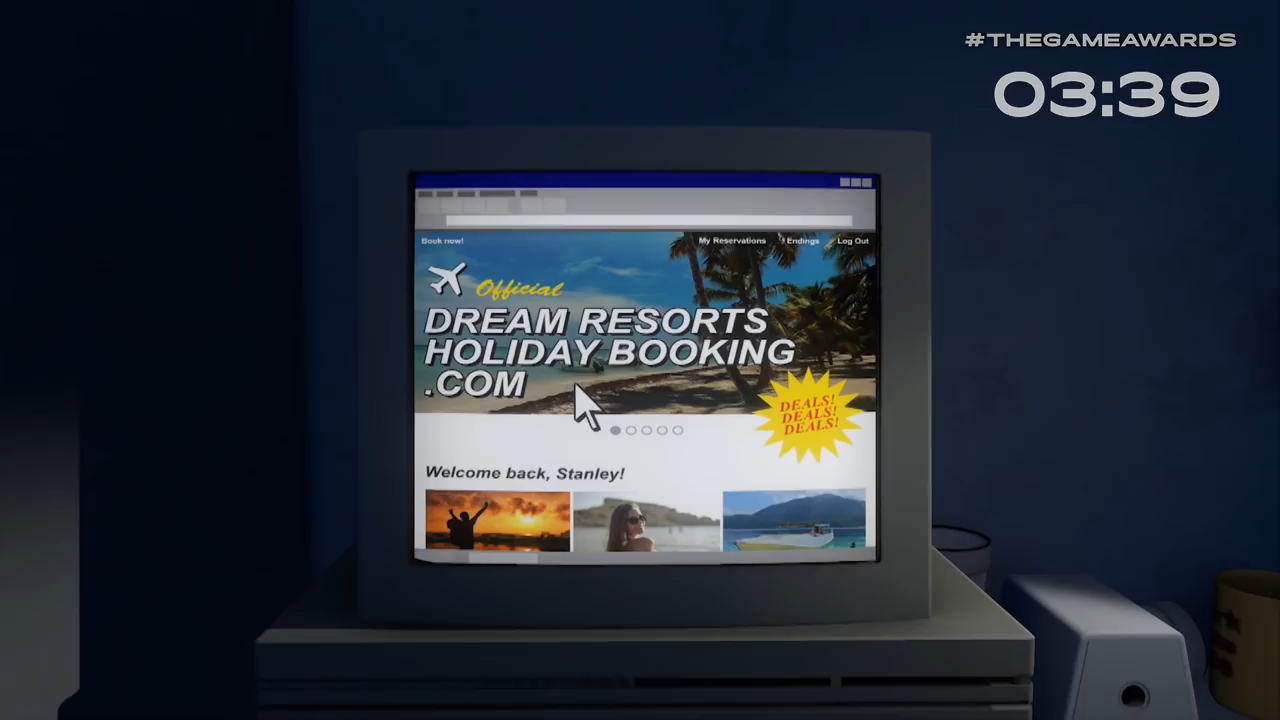 #THEGAMEAWARDS
03:39
Book now!
My Reservations
Endings
Log Out
Official
DREAM RESORTS
HOLIDAY BOOKING
.COM
DEALS!
DEALS!
DEALS!
Welcome back, Stanley!